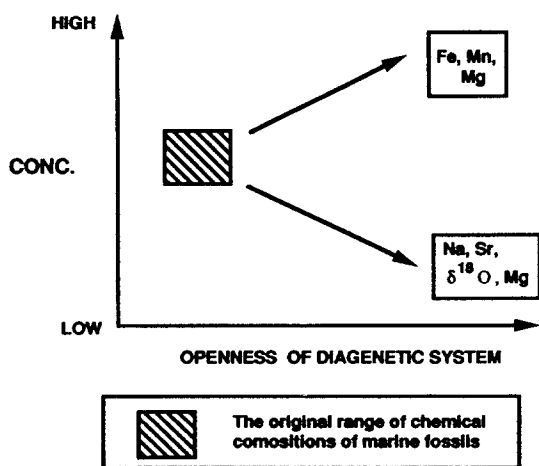 HIGH
Fe, Mn,
Mg
CONC.
Na, Sr,
δ¹⁸O, Mg
LOW
OPENNESS OF DIAGENETIC SYSTEM
The original range of chemical
comositions of marine fossils